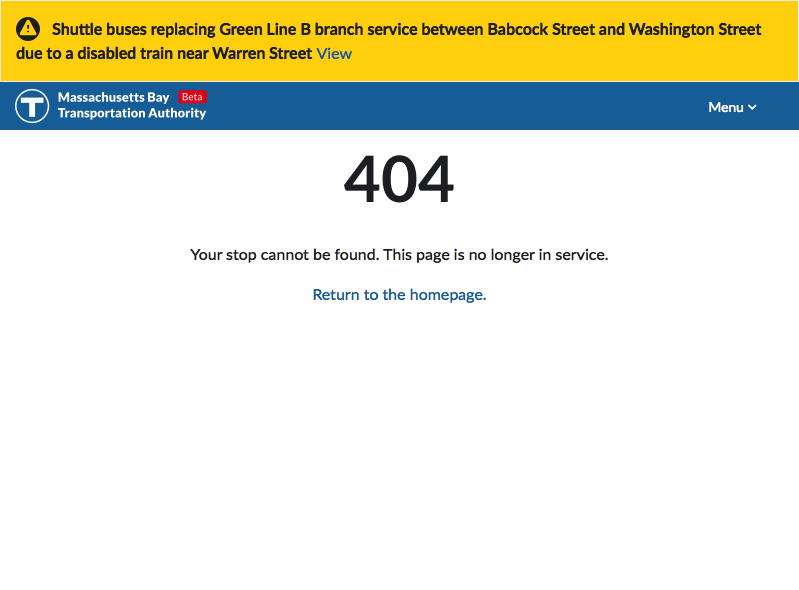 Shuttle buses replacing Green Line B branch service between Babcock Street and Washington Street
due to a disabled train near Warren Street View
T
Massachusetts Bay Beta
Transportation Authority
Menu
404
Your stop cannot be found. This page is no longer in service.
Return to the homepage.